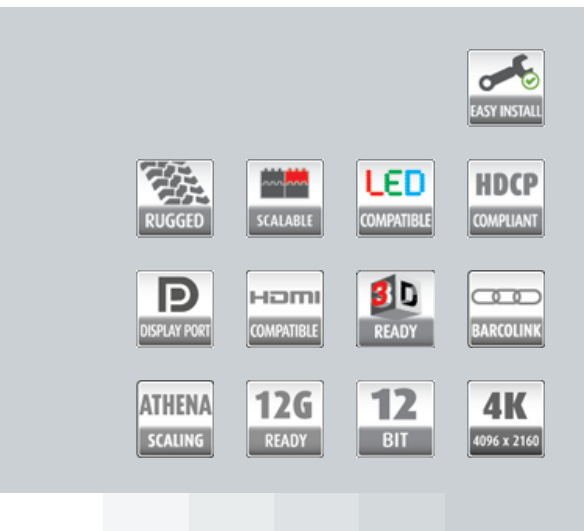 EASY INSTALL
RUGGED
SCALABLE
LED
COMPATIBLE
HDCP
COMPLIANT
D
DISPLAY PORT
HDMI
COMPATIBLE
3D
READY
BARCOLINK
ATHENA
SCALING
12G
READY
12
BIT
4K
4096 x 2160